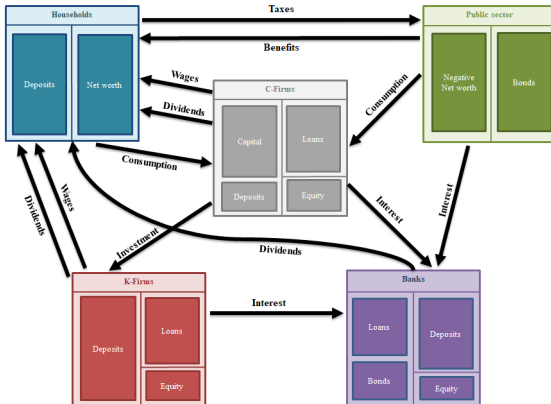 Taxes
Households
Public sector
Benefits
Deposits
Net worth
Negative
Net worth
Bonds
Wages
Dividends
C-Firms
Consumption
Capital
Loans
Deposits
Equity
Consumption
Interest
Interest
Dividends
Wages
Investment
Dividends
K-Firms
Banks
Deposits
Loans
Equity
Interest
Loans
Deposits
Bonds
Equity